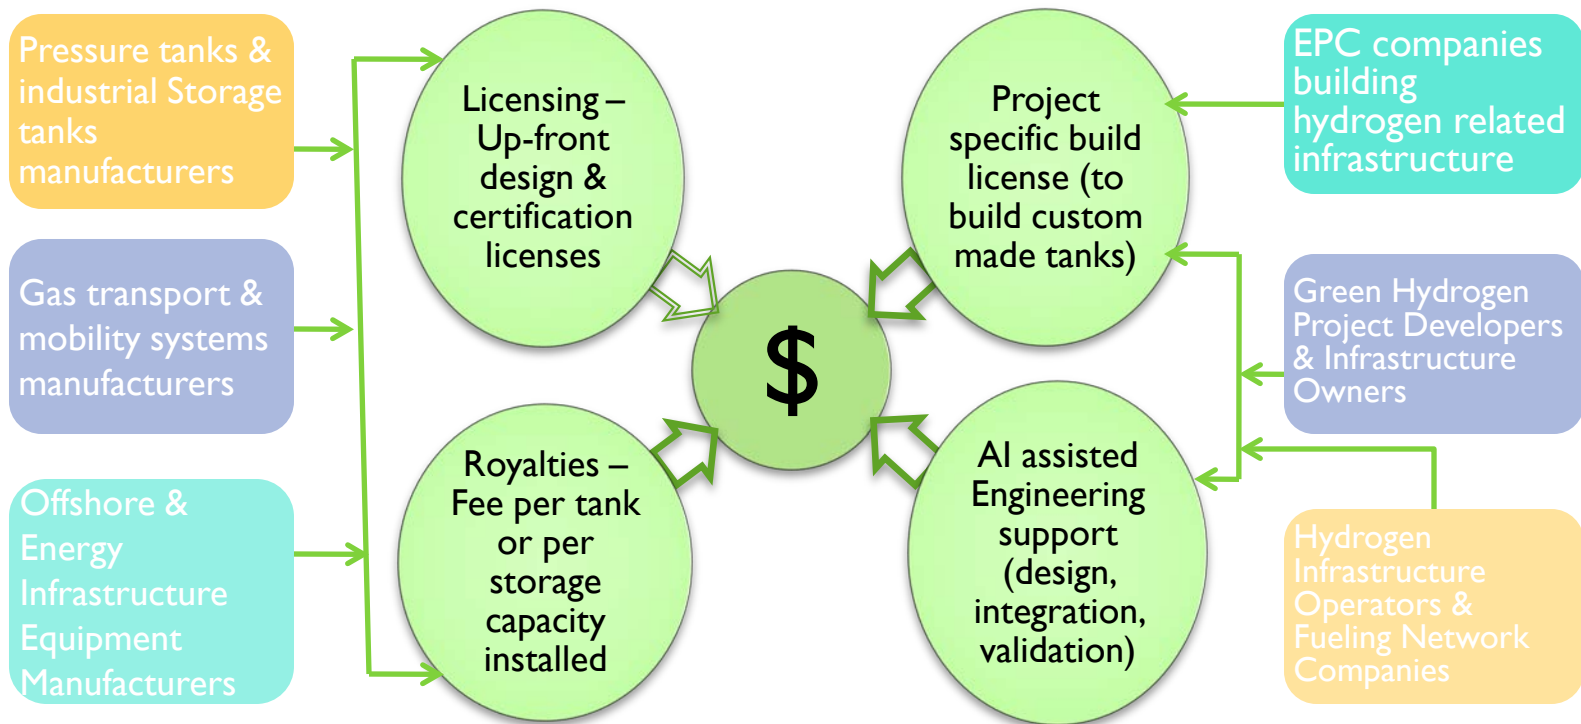 Pressure tanks &
industrial Storage
tanks
manufacturers
Gas transport &
mobility systems
manufacturers
Offshore &
Energy
Infrastructure
Equipment
Manufacturers
Licensing –
Up-front
design &
certification
licenses
Royalties –
Fee per tank
or per
storage
capacity
installed
$
Project
specific build
license (to
build custom
made tanks)
AI assisted
Engineering
support
(design,
integration,
validation)
EPC companies
building
hydrogen related
infrastructure
Green Hydrogen
Project Developers
& Infrastructure
Owners
Hydrogen
Infrastructure
Operators &
Fueling Network
Companies